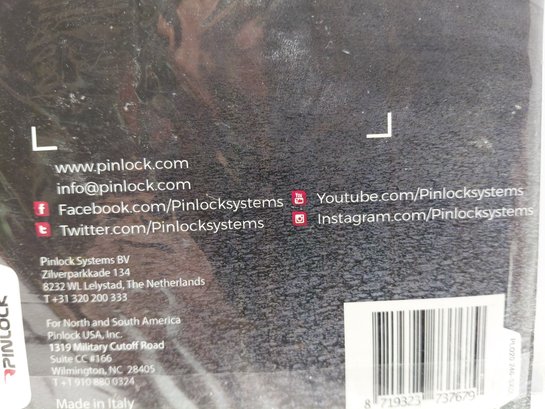 www.pinlock.com
info@pinlock.com
Facebook.com/Pinlocksystems
Twitter.com/Pinlocksystems
Youtube.com/Pinlocksystems
Instagram.com/Pinlocksystems
Pinlock Systems BV
Zilverparkkade 134
8232 WL Lelystad, The Netherlands
T +31 320 200 333
For North and South America
Pinlock USA, Inc.
1319 Military Cutoff Road
Suite CC #166
Wilmington, NC 28405
T +1 910 880 0324
Made in Italy
PINLOCK
8 719323 737679